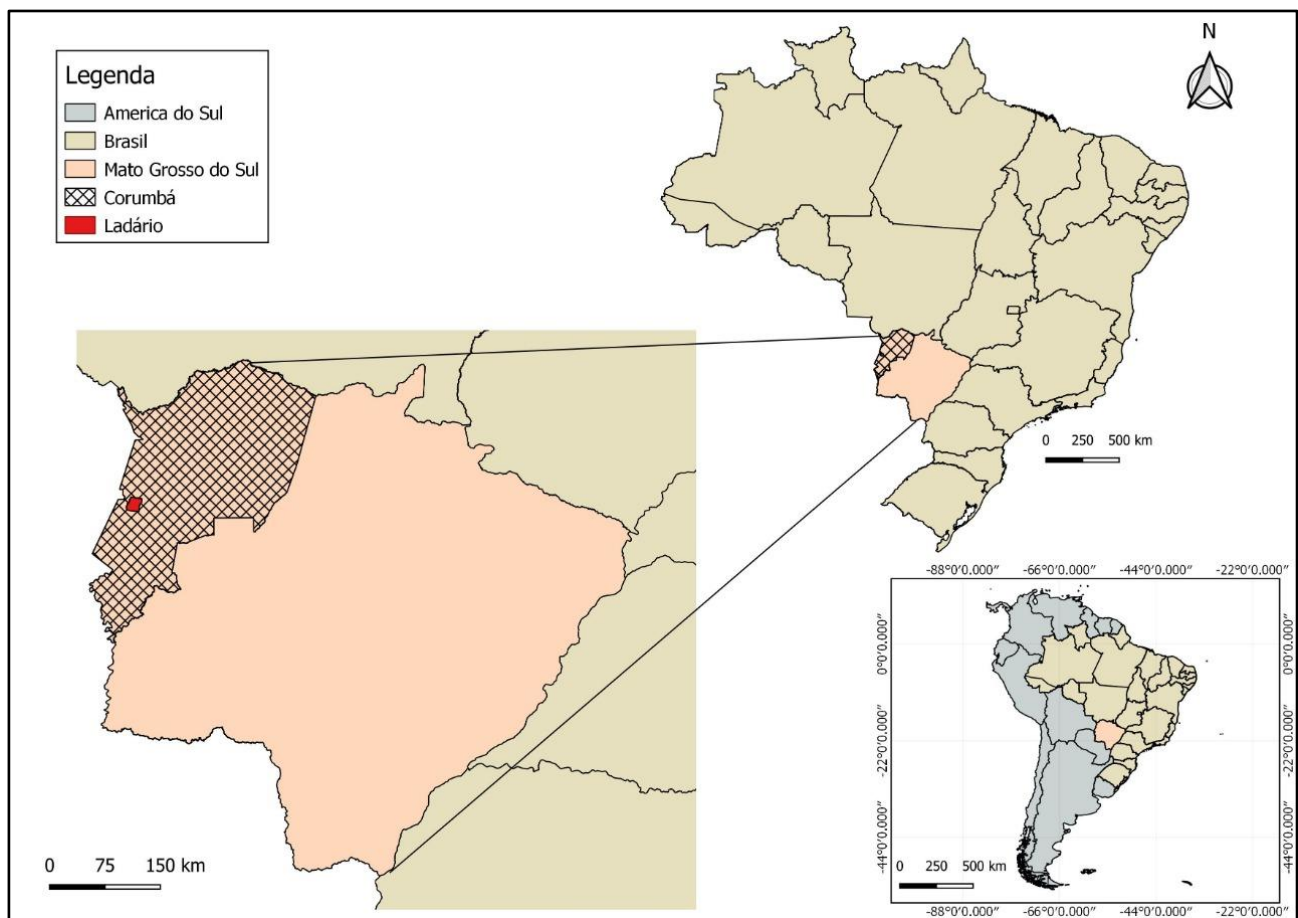 Legenda
America do Sul
Brasil
Mato Grosso do Sul
Corumbá
Ladário
N
0 250 500 km
0 75 150 km
-88°0′0.000″ -66°0′0.000″ -44°0′0.000″ -22°0′0.000″
0°0′0.000″ 0°0′0.000″
-22°0′0.000″ -22°0′0.000″
-44°0′0.000″ -44°0′0.000″
0 250 500 km
-88°0′0.000″ -66°0′0.000″ -44°0′0.000″ -22°0′0.000″